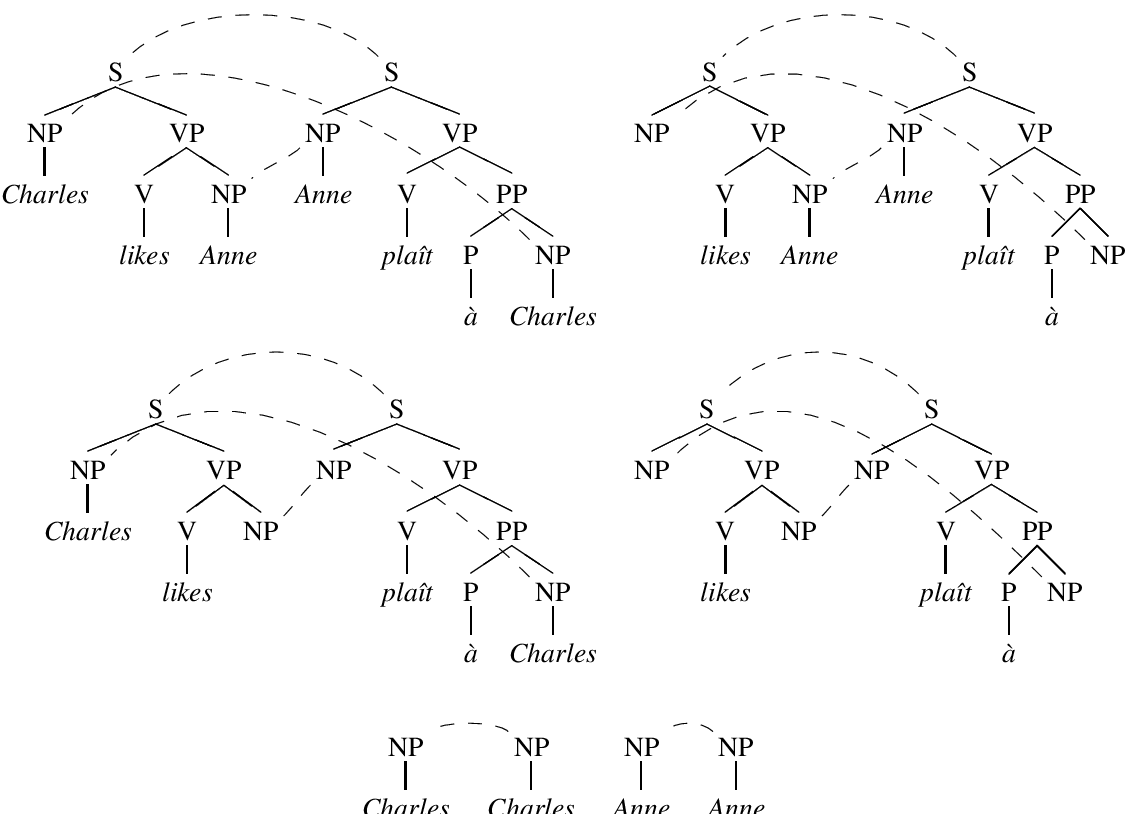 S S S S
NP VP NP VP NP VP NP VP
Charles V NP Anne V PP V NP Anne V PP
likes Anne plaît P NP likes Anne plaît P NP
à Charles à
S S S S
NP VP NP VP NP VP NP VP
Charles V NP V PP V NP V PP
likes plaît P NP likes plaît P NP
à Charles à
NP NP NP NP
Charles Charles Anne Anne